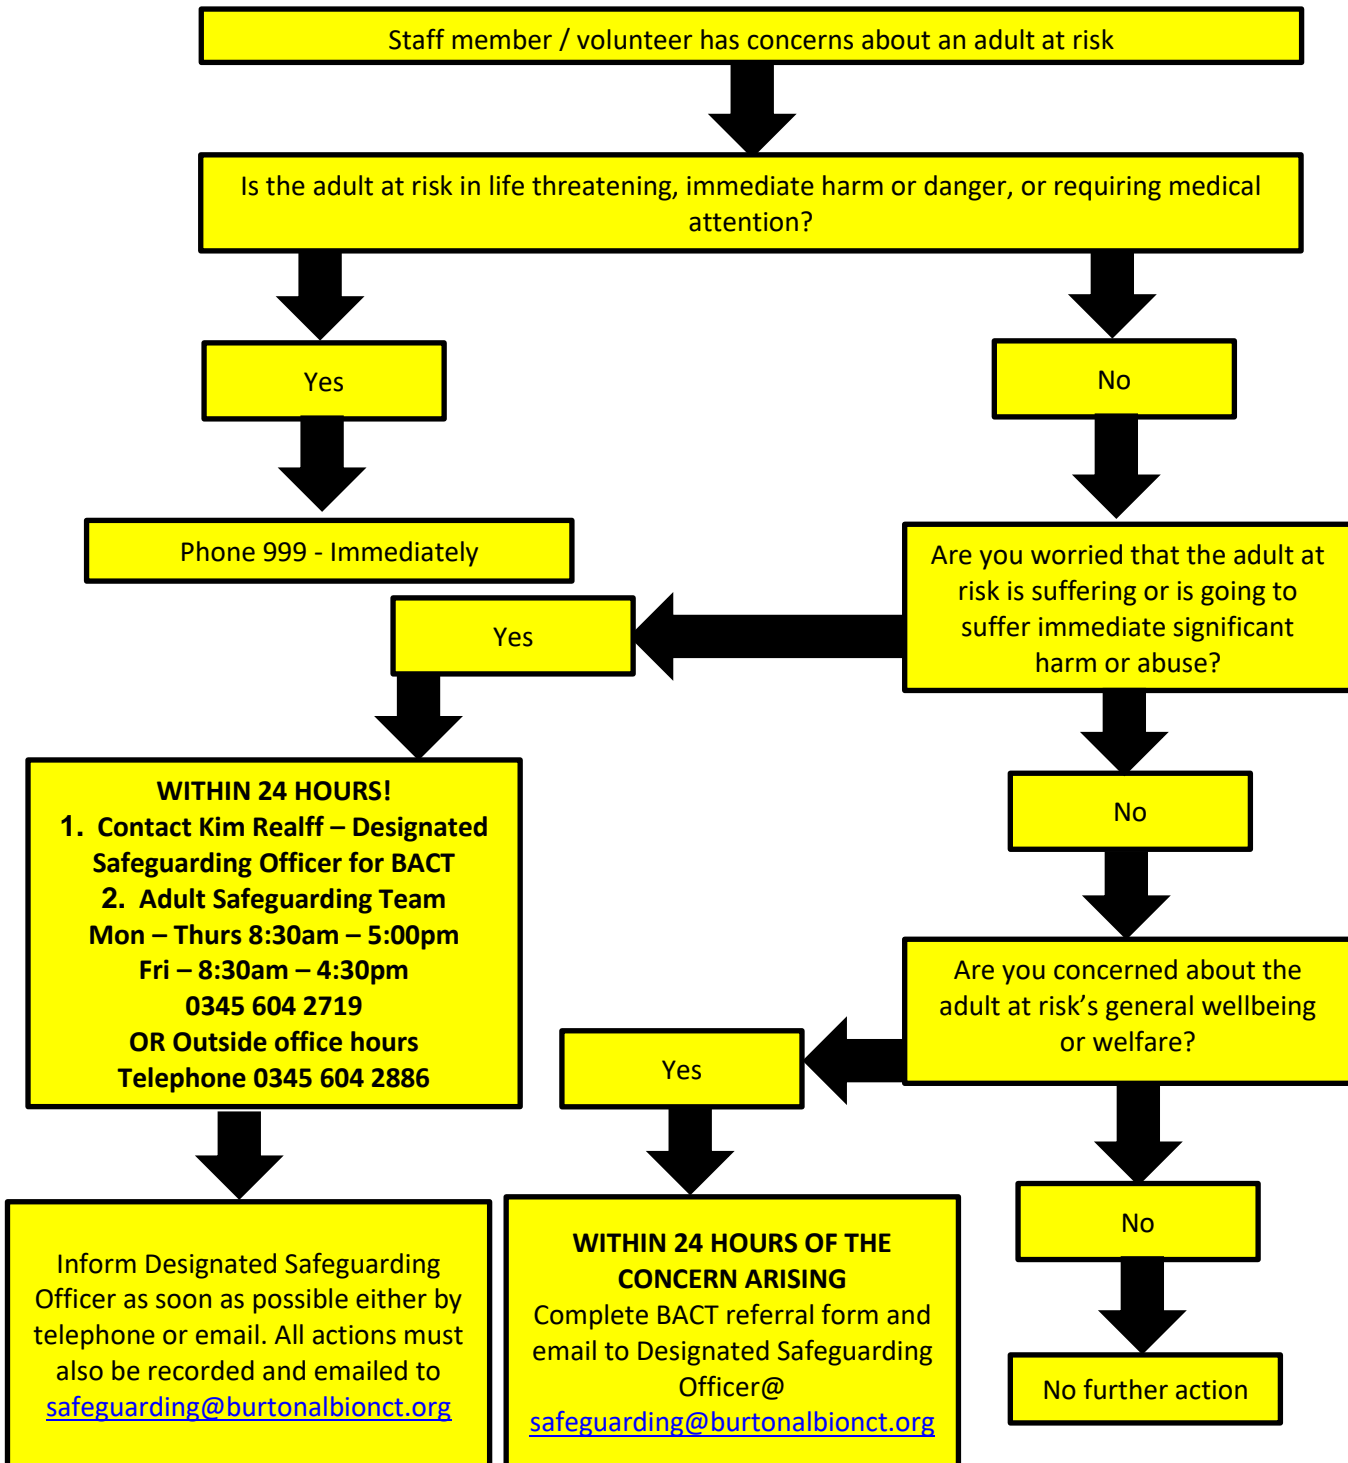 Staff member / volunteer has concerns about an adult at risk
Is the adult at risk in life threatening, immediate harm or danger, or requiring medical
attention?
Yes
No
Phone 999 - Immediately
Are you worried that the adult at
risk is suffering or is going to
suffer immediate significant
harm or abuse?
Yes
WITHIN 24 HOURS!
1. Contact Kim Realff – Designated
Safeguarding Officer for BACT
2. Adult Safeguarding Team
Mon – Thurs 8:30am – 5:00pm
Fri – 8:30am – 4:30pm
0345 604 2719
OR Outside office hours
Telephone 0345 604 2886
No
Are you concerned about the
adult at risk’s general wellbeing
or welfare?
Yes
Inform Designated Safeguarding
Officer as soon as possible either by
telephone or email. All actions must
also be recorded and emailed to
safeguarding@burtonalbionct.org
WITHIN 24 HOURS OF THE
CONCERN ARISING
Complete BACT referral form and
email to Designated Safeguarding
Officer@
safeguarding@burtonalbionct.org
No
No further action